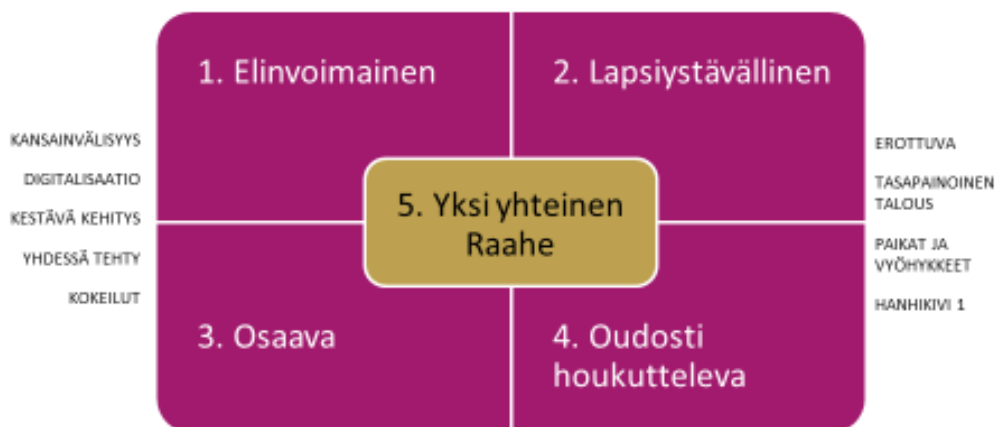 1. Elinvoimainen
2. Lapsiystävällinen
KANSAINVÄLISYYS
DIGITALISAATIO
KESTÄVÄ KEHITYS
YHDESSÄ TEHTY
KOKEILUT
5. Yksi yhteinen
Raahe
EROTTUVA
TASAPAINOINEN
TALOUS
PAIKAT JA
VYÖHYKKEET
HANHIKIVI 1
3. Osaava
4. Oudosti
houkutteleva